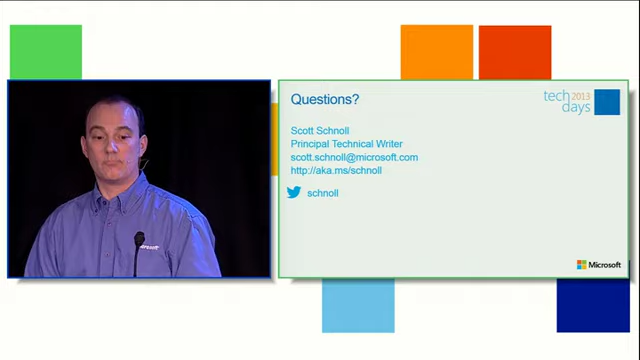 Questions?
tech 2013
days
Scott Schnoll
Principal Technical Writer
scott.schnoll@microsoft.com
http://aka.ms/schnoll
schnoll
Microsoft
Microsoft